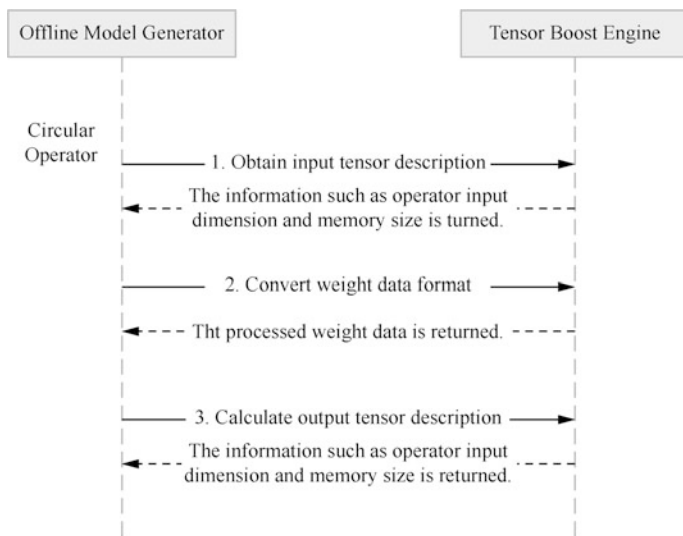 Offline Model Generator
Tensor Boost Engine
Circular
Operator
1. Obtain input tensor description
The information such as operator input
dimension and memory size is turned.
2. Convert weight data format
Tht processed weight data is returned.
3. Calculate output tensor description
The information such as operator input
dimension and memory size is returned.